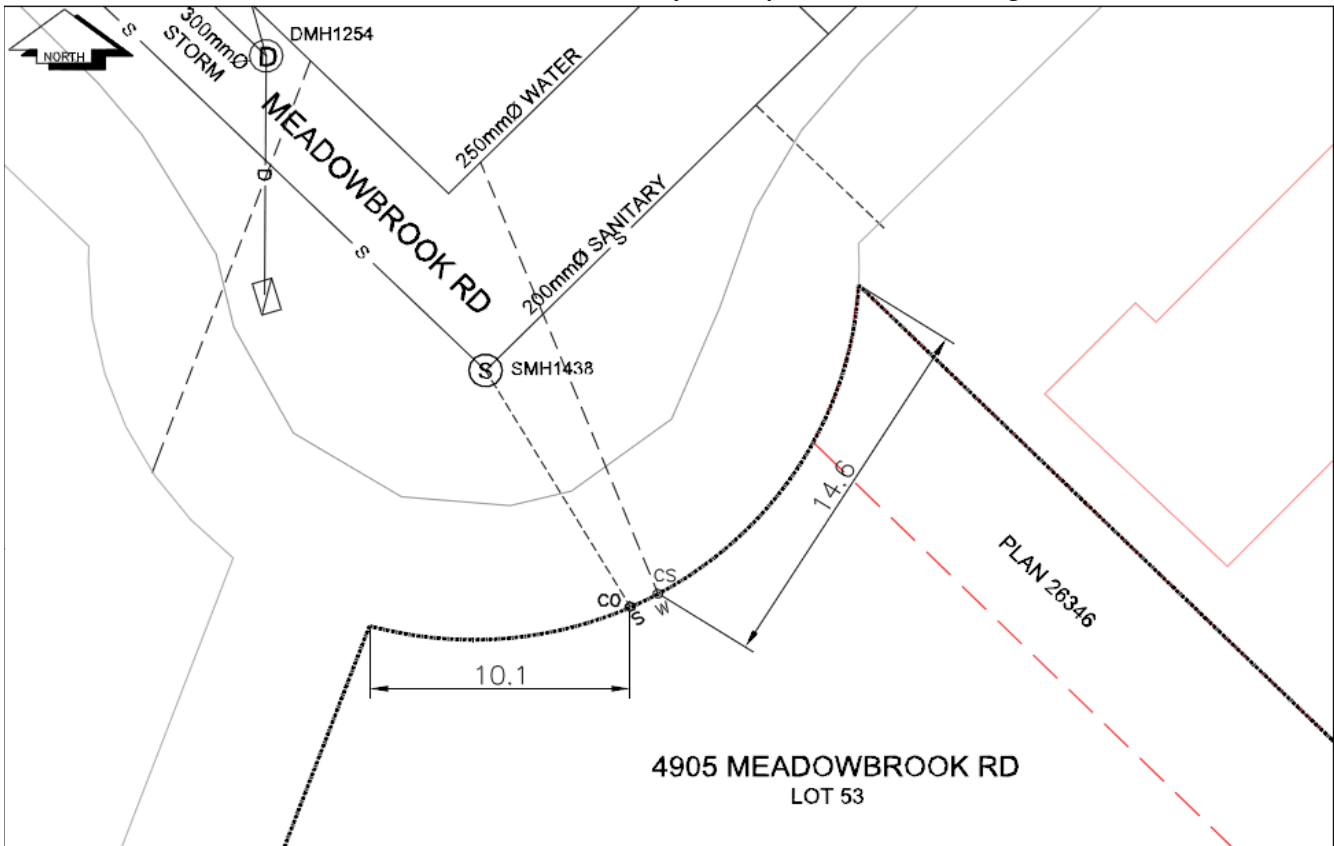 NORTH
300mmØ
STORM
DMH1254
D
D
S
MEADOWBROOK RD
250mmØ WATER
200mmØ SANITARY
S
S
S
SMH1438
14.6
CO
CS
S
W
10.1
PLAN 26346
4905 MEADOWBROOK RD
LOT 53